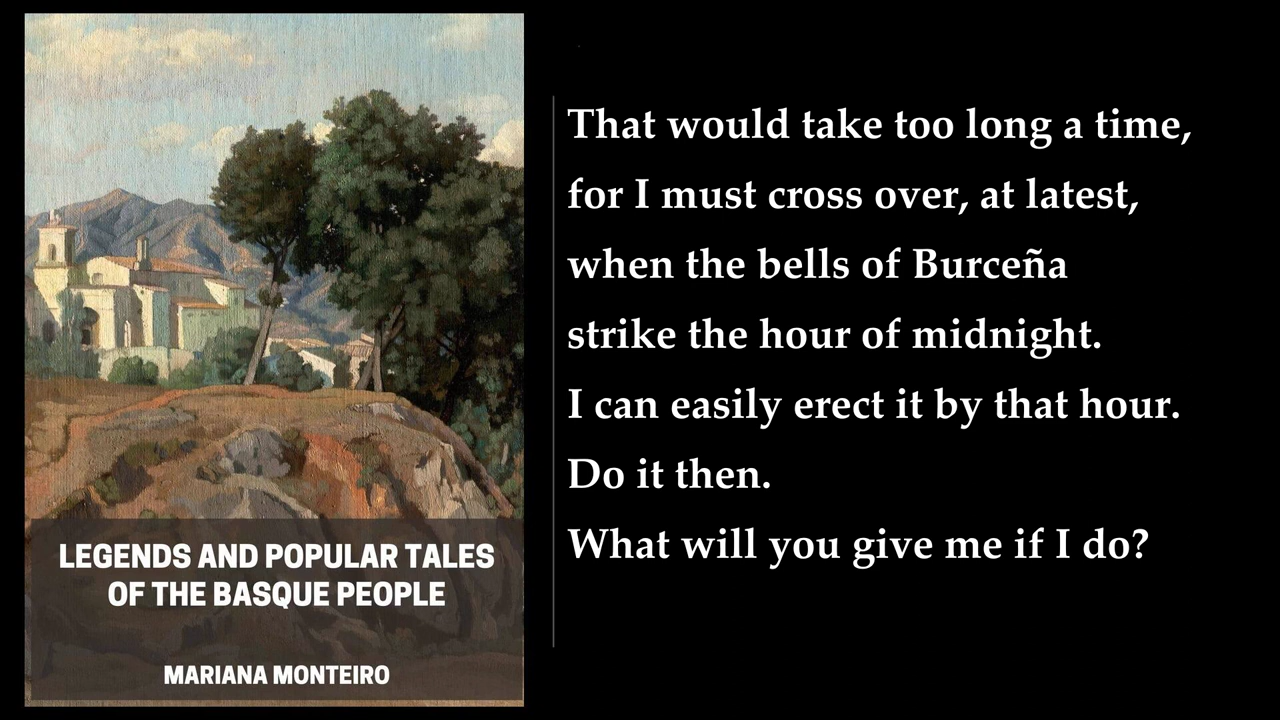 LEGENDS AND POPULAR TALES
OF THE BASQUE PEOPLE
MARIANA MONTEIRO
That would take too long a time,
for I must cross over, at latest,
when the bells of Burceña
strike the hour of midnight.
I can easily erect it by that hour.
Do it then.
What will you give me if I do?